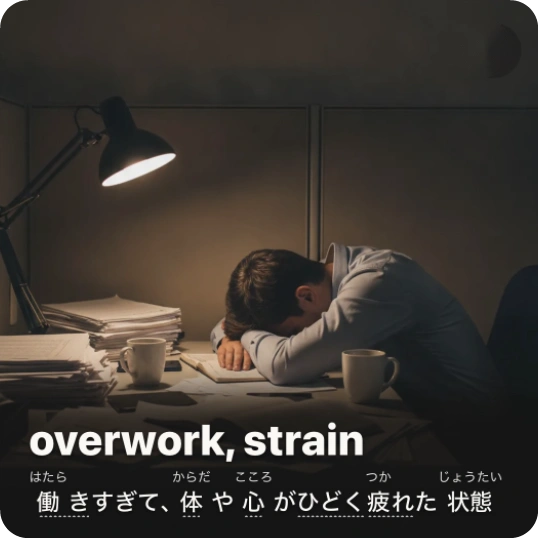 overwork, strain
はたら からだ こころ つか じょうたい
働きすぎて、体や心がひどく疲れた状態